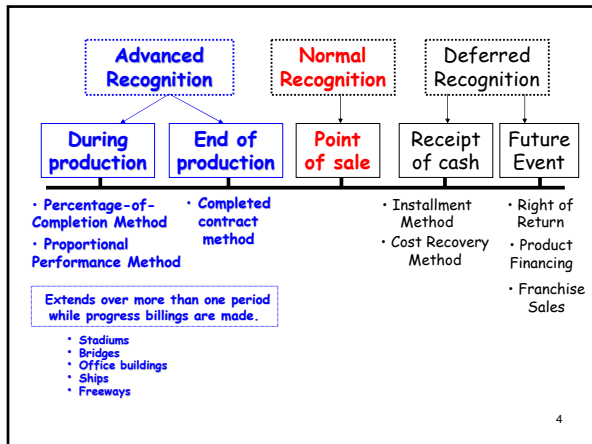 Advanced
Recognition
Normal
Recognition
Deferred
Recognition
During
production
End of
production
Point
of sale
Receipt
of cash
Future
Event
• Percentage-of-
Completion Method
• Proportional
Performance Method
• Completed
contract
method
• Installment
Method
• Cost Recovery
Method
• Right of
Return
• Product
Financing
• Franchise
Sales
Extends over more than one period
while progress billings are made.
• Stadiums
• Bridges
• Office buildings
• Ships
• Freeways
4